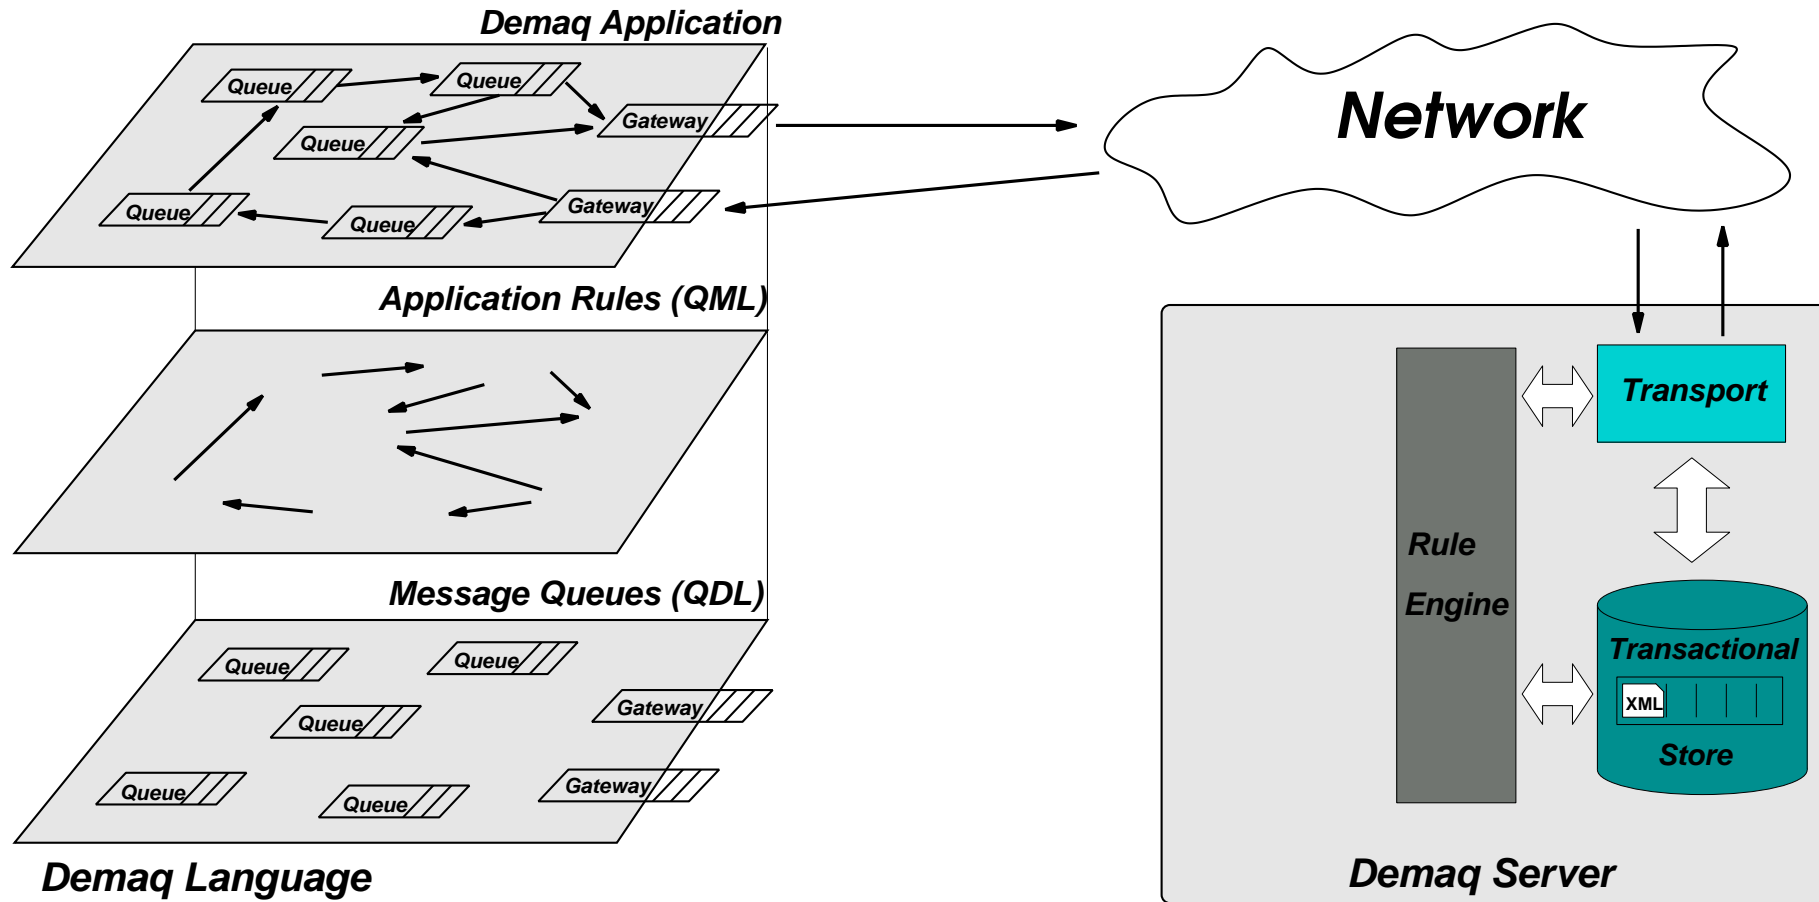 Demaq Application
Queue
Queue
Gateway
Queue
Queue
Queue
Gateway
Application Rules (QML)
Message Queues (QDL)
Queue
Queue
Gateway
Queue
Queue
Queue
Gateway
Demaq Language
Network
Transport
Rule
Engine
Transactional
XML
Store
Demaq Server